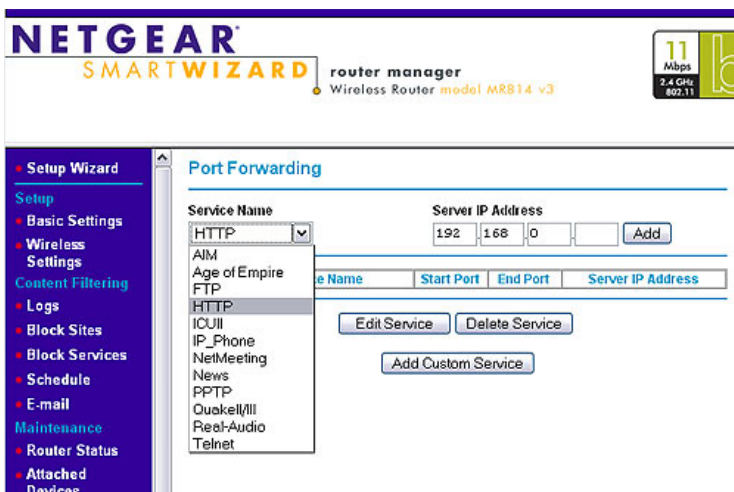 NETGEAR
SMARTWIZARD router manager
Wireless Router model MR814 v3
11
Mbps
2.4 GHz
802.11
b
Setup Wizard
Setup
Basic Settings
Wireless
Settings
Content Filtering
Logs
Block Sites
Block Services
Schedule
E-mail
Maintenance
Router Status
Attached
Devices
Port Forwarding
Service Name
Server IP Address
HTTP
192 . 168 . 0 .
Add
AIM
Age of Empire
FTP
HTTP
ICUII
IP_Phone
NetMeeting
News
PPTP
QuakeII/III
Real-Audio
Telnet
Name Start Port End Port Server IP Address
Edit Service Delete Service
Add Custom Service